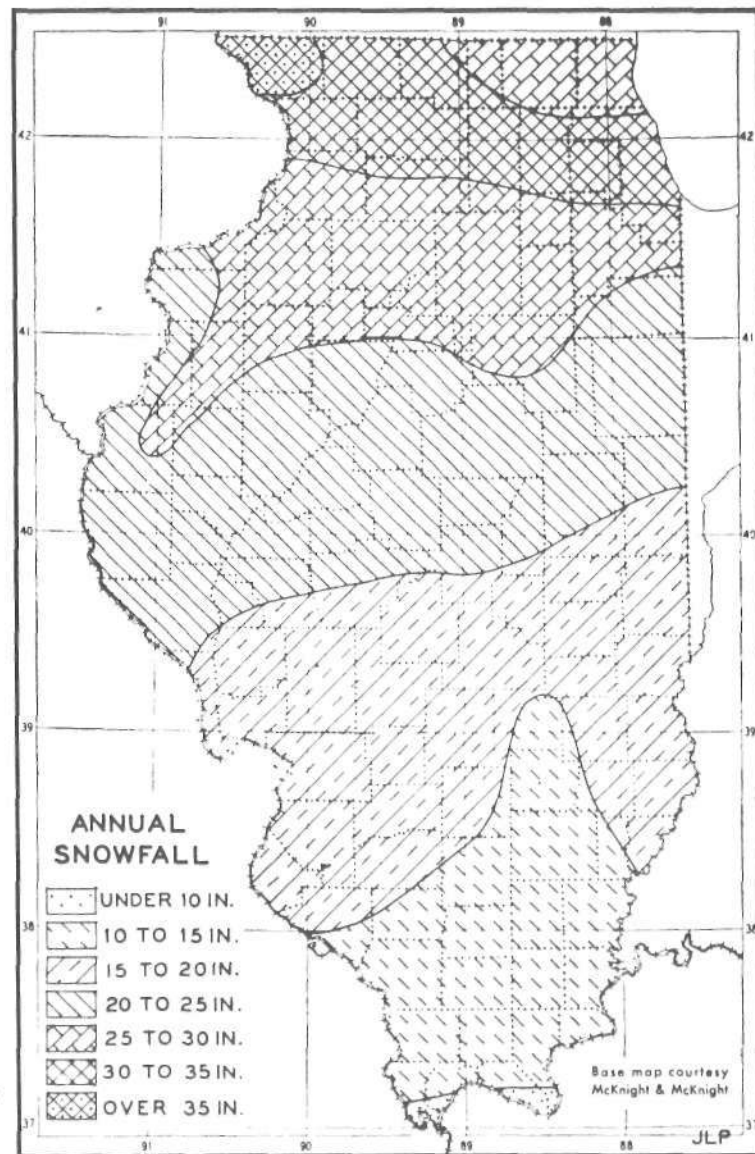 91 90 89 88
42 42
41 41
40 40
39 39
38 38
37 37
ANNUAL
SNOWFALL
UNDER 10 IN.
10 TO 15 IN.
15 TO 20 IN.
20 TO 25 IN.
25 TO 30 IN.
30 TO 35 IN.
OVER 35 IN.
Base map courtesy
McKnight & McKnight
JLP
91 90 89 88